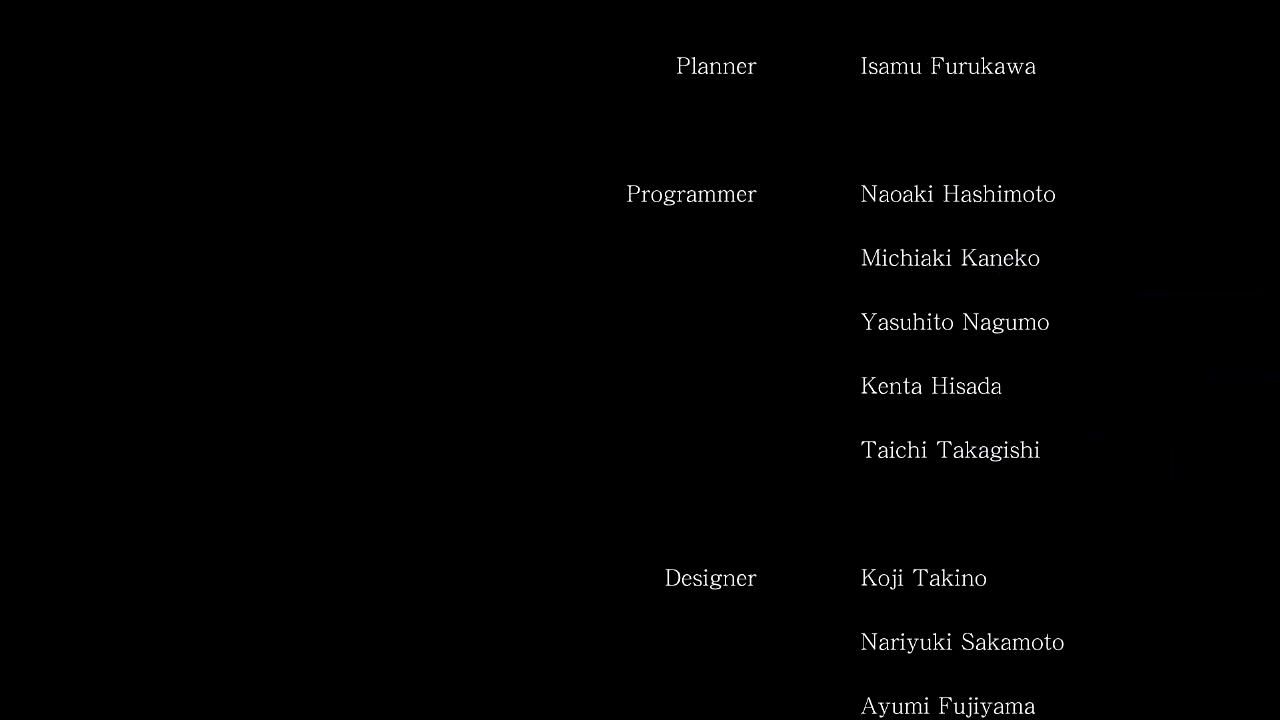 Planner Isamu Furukawa
Programmer Naoaki Hashimoto
Michiaki Kaneko
Yasuhito Nagumo
Kenta Hisada
Taichi Takagishi
Designer Koji Takino
Nariyuki Sakamoto
Ayumi Fujiyama